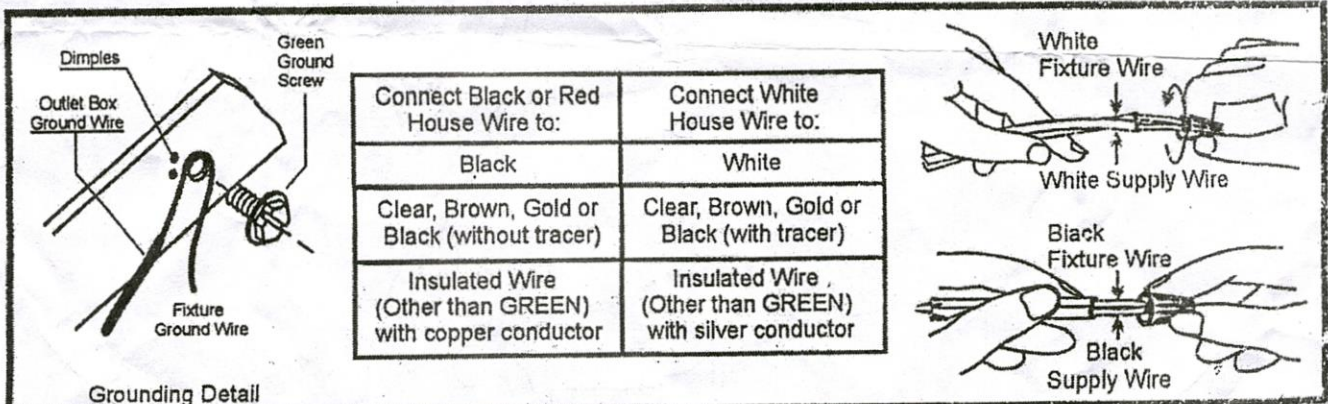 Dimples
Green
Ground
Screw
Outlet Box
Ground Wire
Fixture
Ground Wire
Grounding Detail
Connect Black or Red
House Wire to:
Connect White
House Wire to:
Black
White
Clear, Brown, Gold or
Black (without tracer)
Clear, Brown, Gold or
Black (with tracer)
Insulated Wire
(Other than GREEN)
with copper conductor
Insulated Wire
(Other than GREEN)
with silver conductor
White
Fixture Wire
White Supply Wire
Black
Fixture Wire
Black
Supply Wire